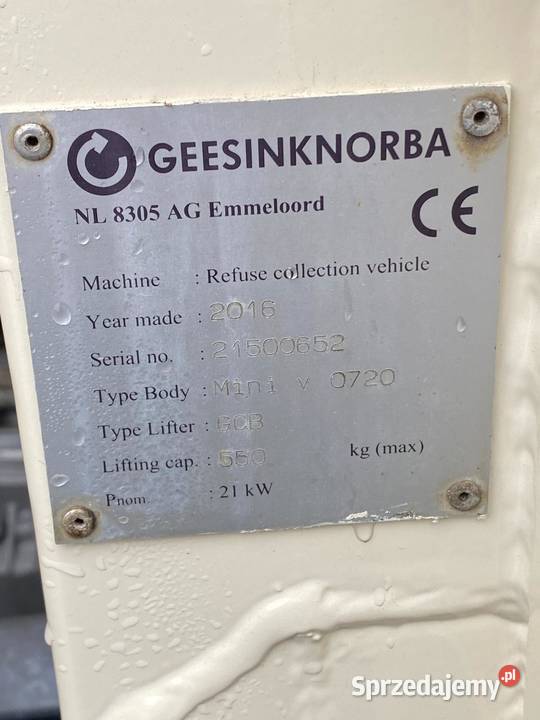 GEESINKNORBA
NL 8305 AG Emmeloord
CE
Machine : Refuse collection vehicle
Year made : 2016
Serial no. : 21500652
Type Body : Mini v 0720
Type Lifter : GCB
Lifting cap. : 550 kg (max)
Pnom. : 21 kW
Sprzedajemy.pl